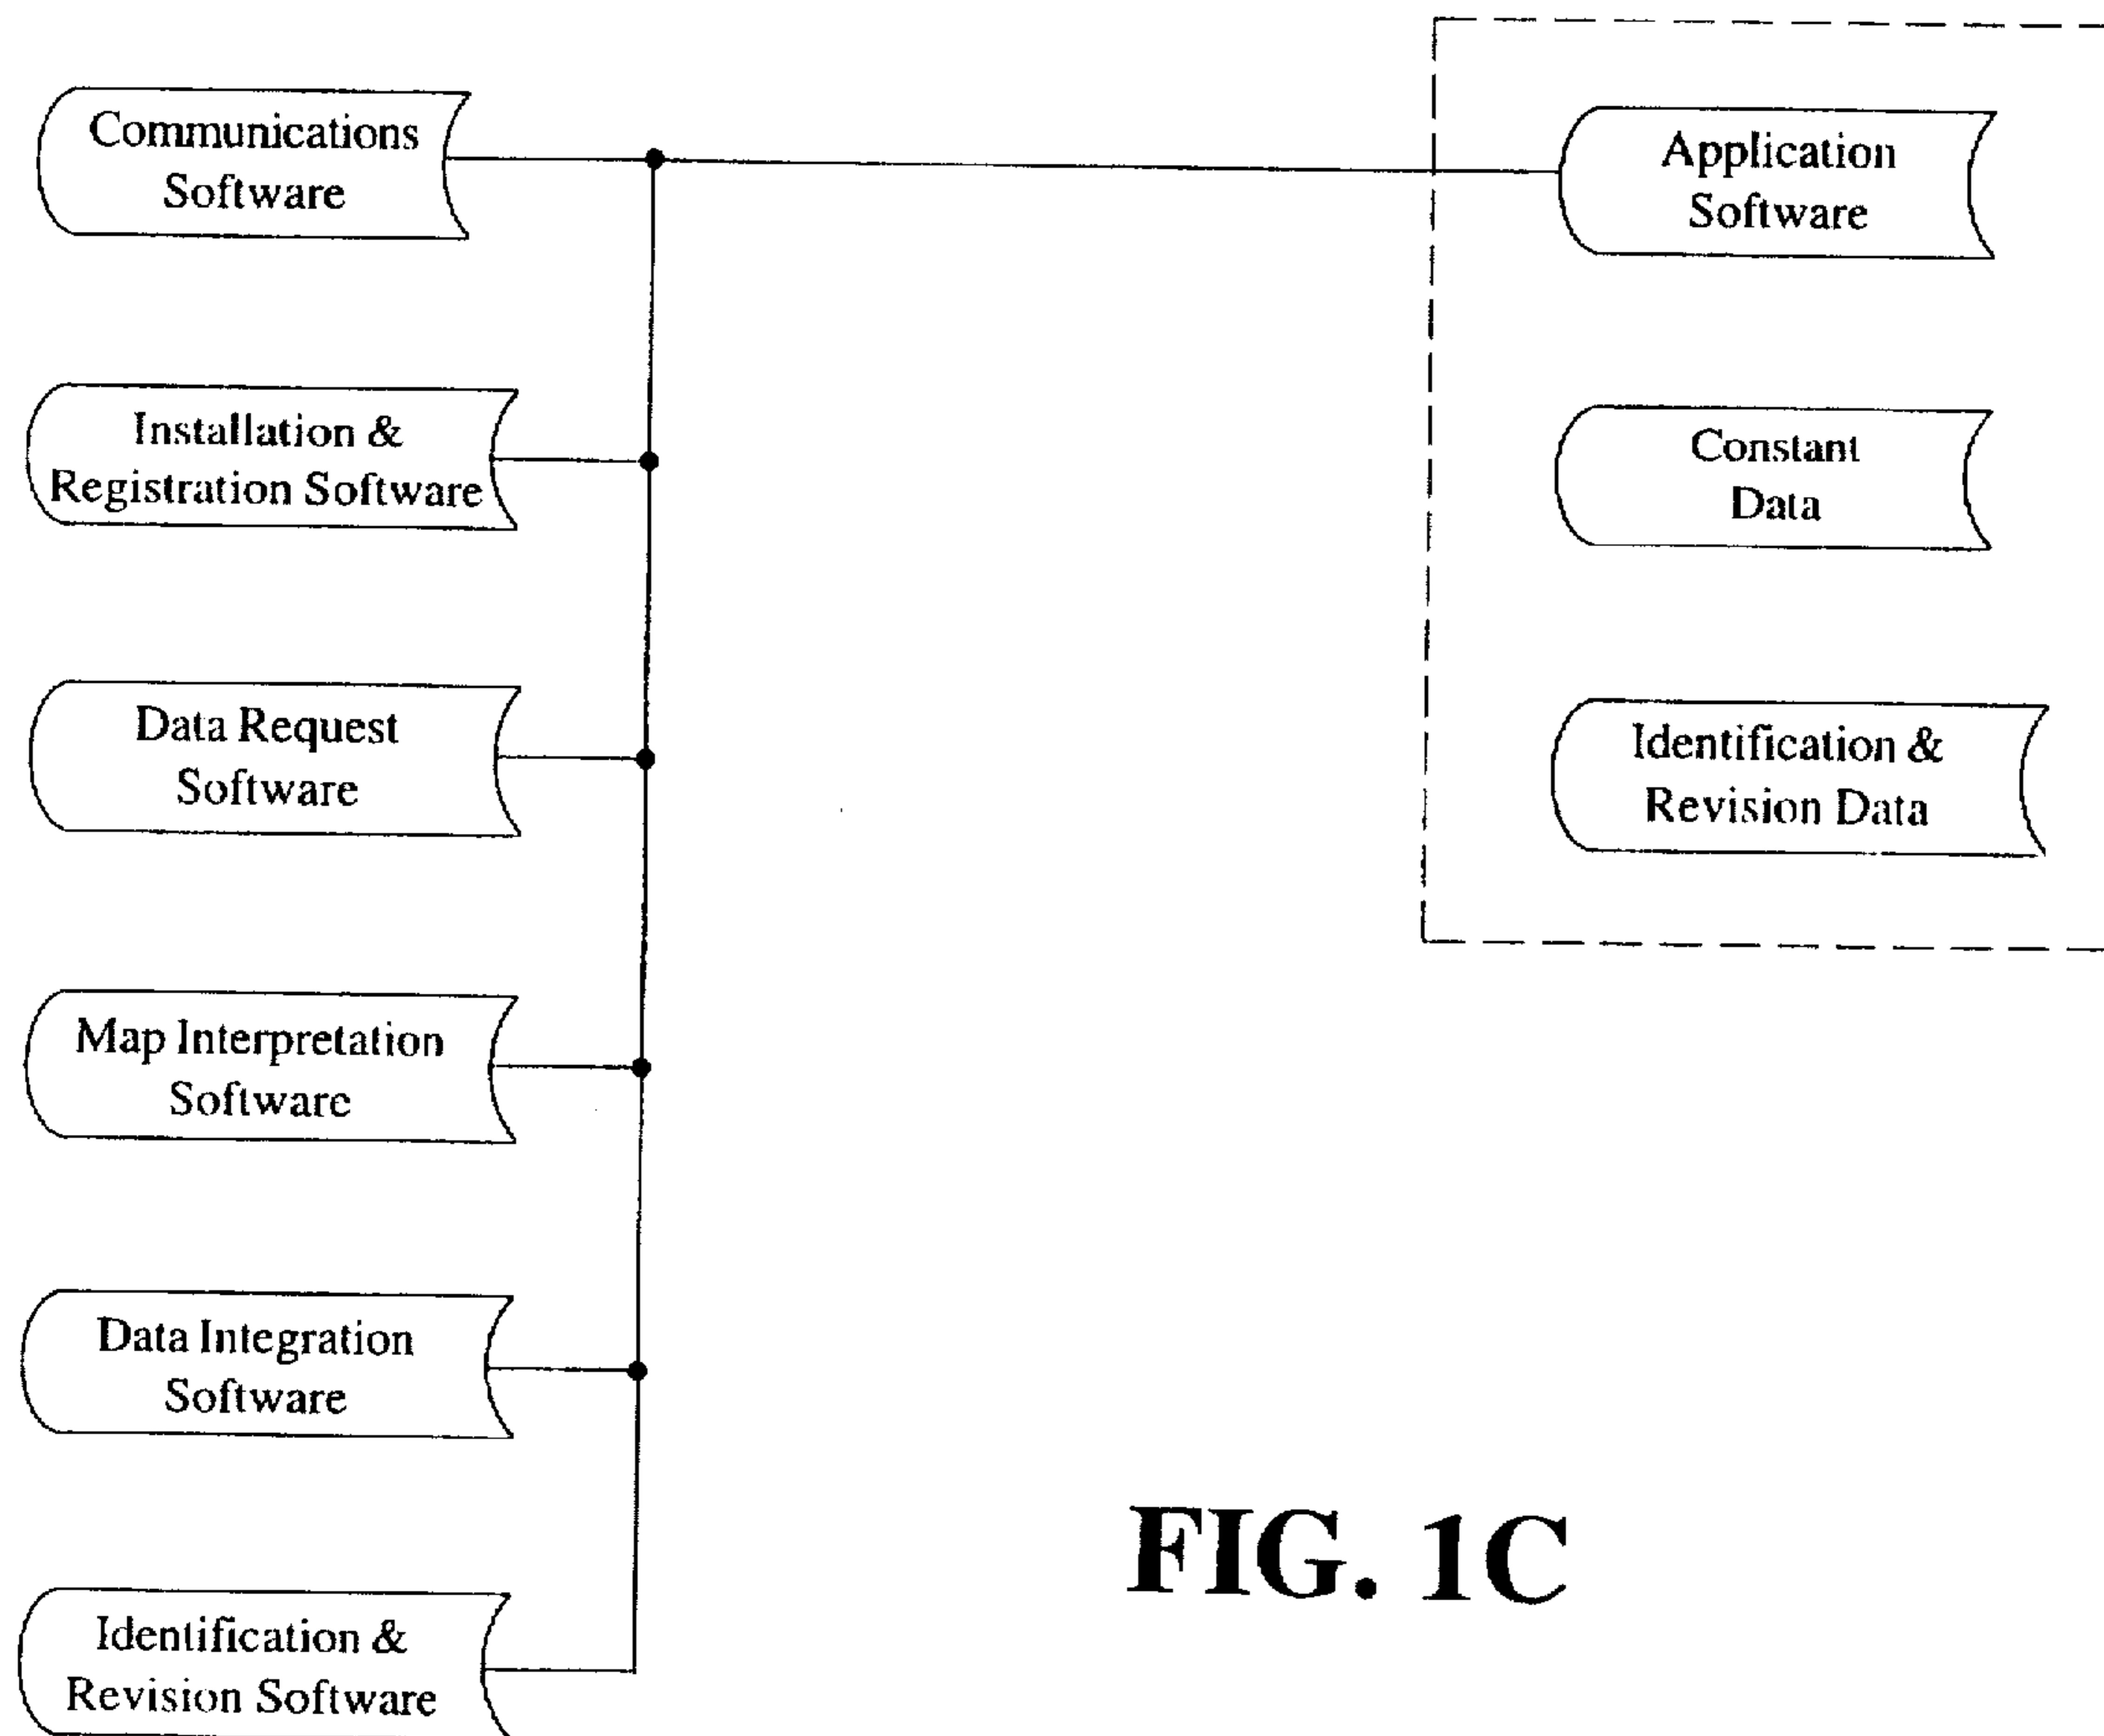 Communications
Software
Application
Software
Installation &
Registration Software
Constant
Data
Data Request
Software
Identification &
Revision Data
Map Interpretation
Software
Data Integration
Software
Identification &
Revision Software
FIG. 1C